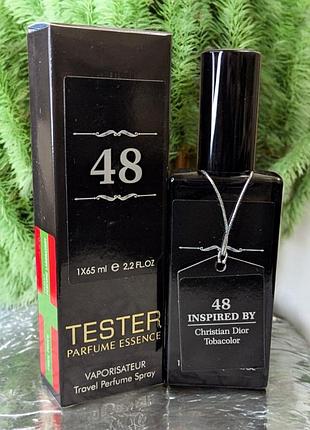 48
1X65 ml e 2.2 FL.OZ
TESTER
PARFUME ESSENCE
VAPORISATEUR
Travel Perfume Spray
48
INSPIRED BY
Christian Dior
Tobacolor